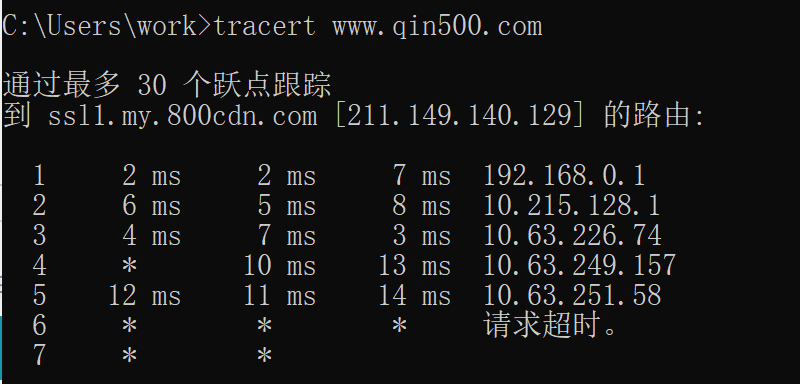 C:\Users\work>tracert www.qin500.com
通过最多 30 个跃点跟踪
到 ssl1.my.800cdn.com [211.149.140.129] 的路由:
1 2 ms 2 ms 7 ms 192.168.0.1
2 6 ms 5 ms 8 ms 10.215.128.1
3 4 ms 7 ms 3 ms 10.63.226.74
4 * 10 ms 13 ms 10.63.249.157
5 12 ms 11 ms 14 ms 10.63.251.58
6 * * * 请求超时。
7 * *